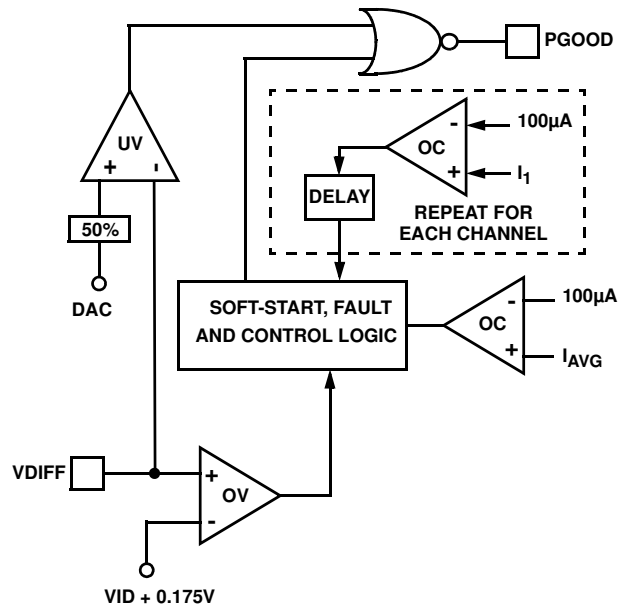 PGOOD
100µA
-
OC
+
I1
UV
+ -
DELAY
REPEAT FOR
EACH CHANNEL
50%
DAC
SOFT-START, FAULT
AND CONTROL LOGIC
100µA
-
OC
+
IAVG
VDIFF
+
OV
-
VID + 0.175V